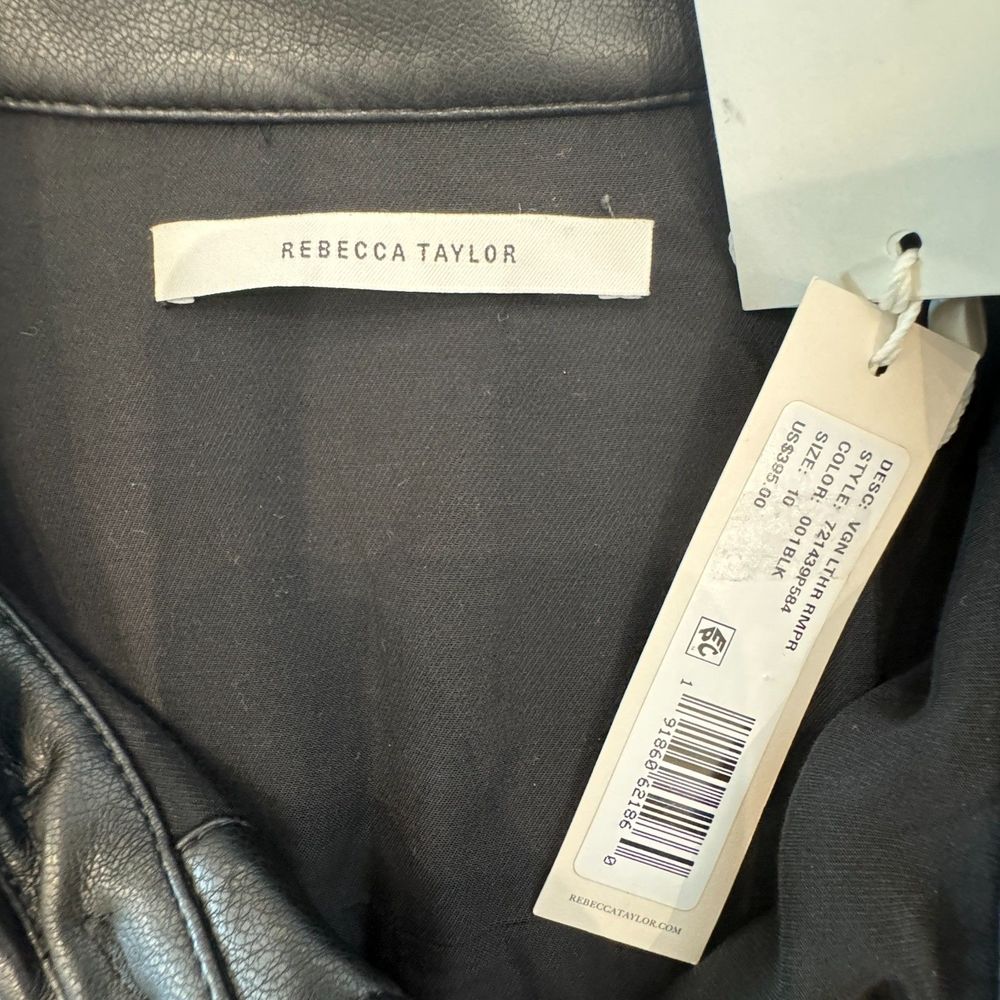 REBECCA TAYLOR
DESC: VGN LTHR RMPR
STYLE: 721439P584
COLOR: 001BLK
SIZE: 10
US$395.00
1 91860 62186 0
REBECCATAYLOR.COM